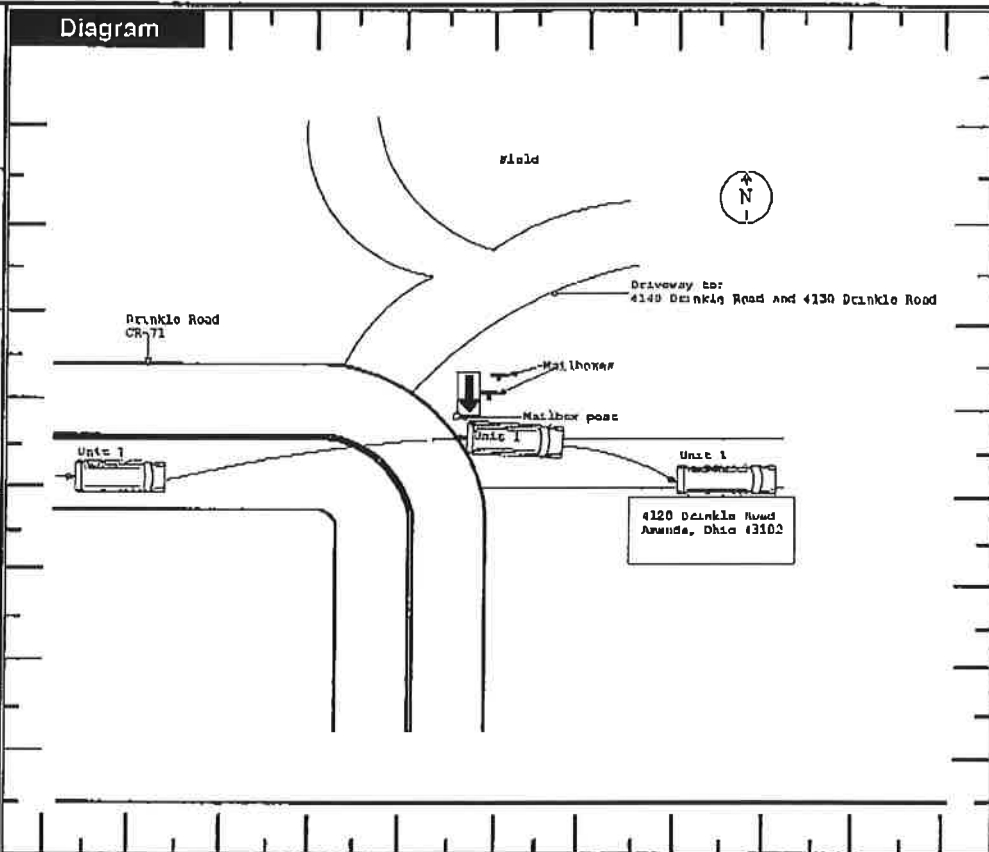 Diagram
Field
N
Driveway to:
4140 Drinkle Road and 4130 Drinkle Road
Drinkle Road
CR-71
Mailboxes
Mailbox post
Unit 1
Unit 1
Unit 1
4120 Drinkle Road
Amanda, Ohio 43102